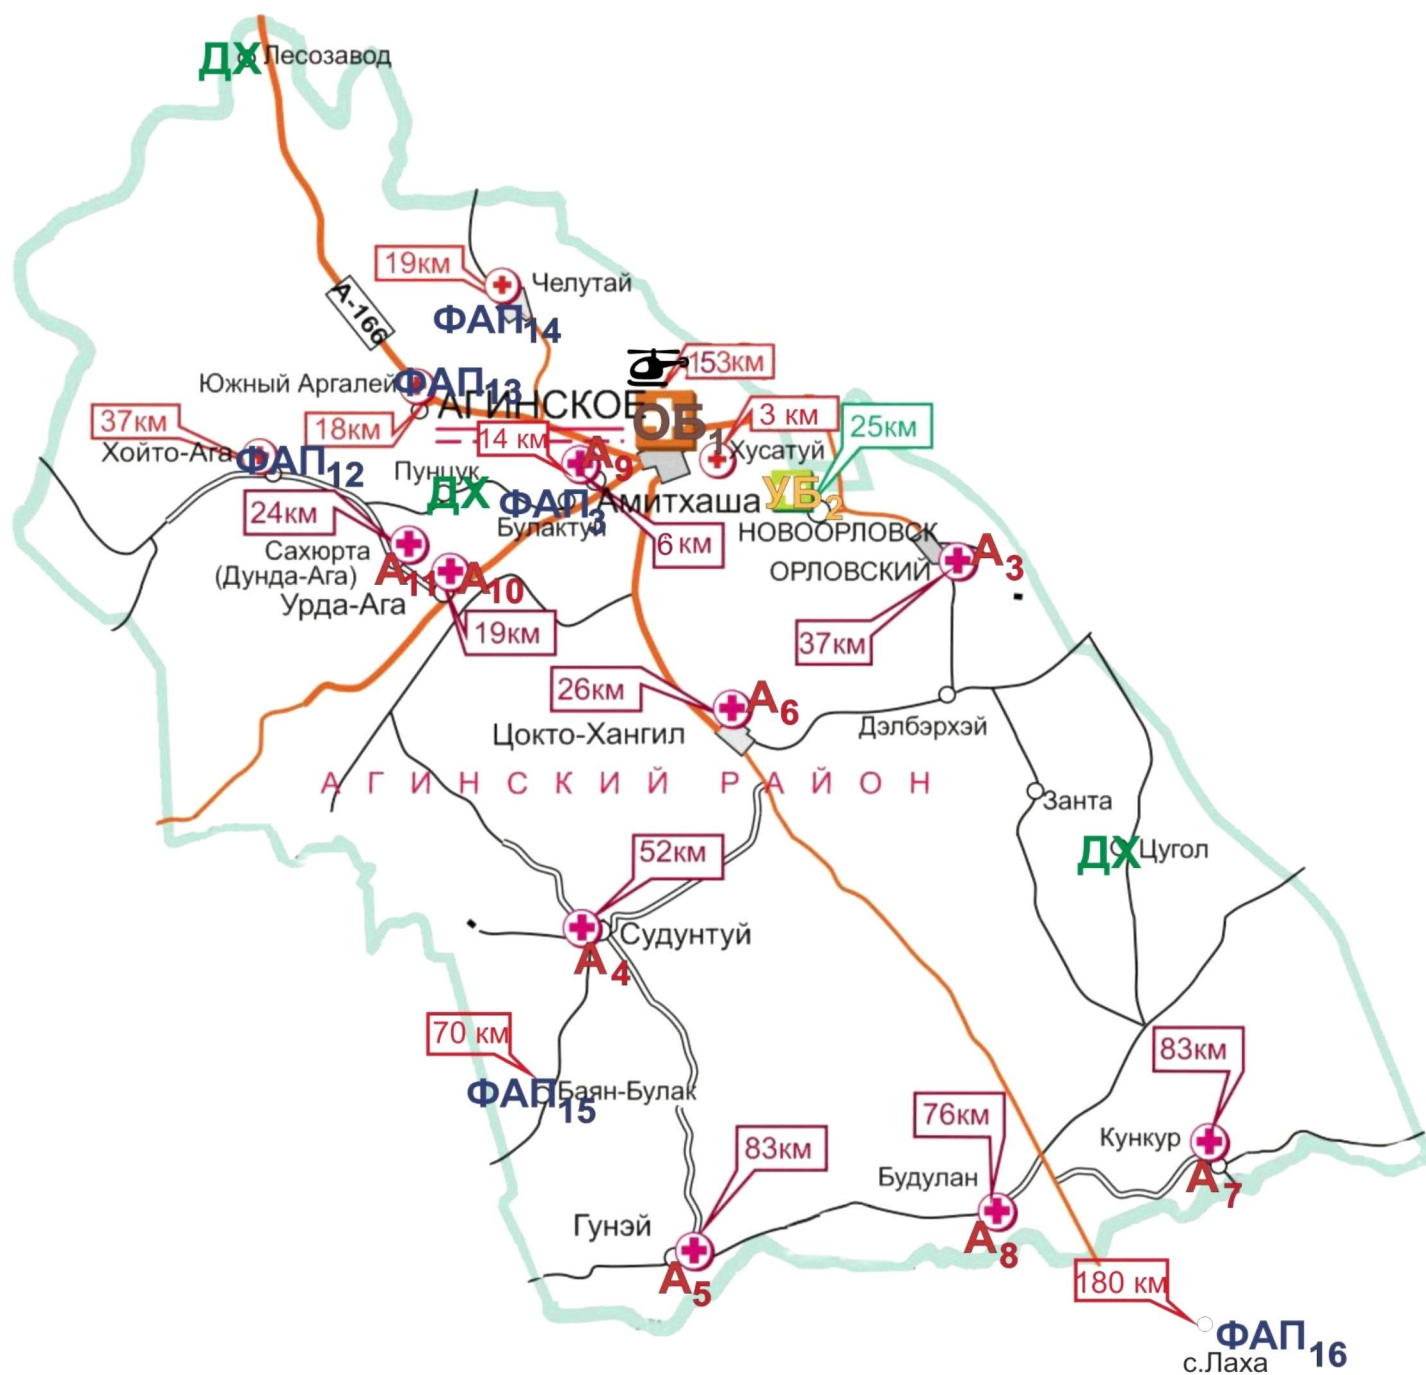 ДХ Лесозавод
19км
Челутай
ФАП14
А-166
153км
Южный Аргалей
ФАП13
АГИНСКОЕ
ОБ1
37км
18км
14 км
3 км
25км
Хойто-Ага
ФАП12
А9
Хусатуй
Пунцук
ДХ
ФАП3
Амитхаша
УБ2
24км
Булактуй
6 км
НОВООРЛОВСК
Сахюрта
(Дунда-Ага)
А11
А10
ОРЛОВСКИЙ
А3
Урда-Ага
19км
37км
26км
А6
Цокто-Хангил
Дэлбэрхэй
АГИНСКИЙ РАЙОН
Занта
52км
ДХ Цугол
Судунтуй
А4
70 км
83км
ФАП15
Баян-Булак
76км
83км
Кункур
Будулан
А7
Гунэй
А8
А5
180 км
ФАП16
с.Лаха